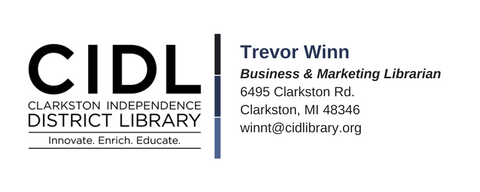 CIDL
CLARKSTON INDEPENDENCE
DISTRICT LIBRARY
Innovate. Enrich. Educate.
Trevor Winn
Business & Marketing Librarian
6495 Clarkston Rd.
Clarkston, MI 48346
winnt@cidlibrary.org